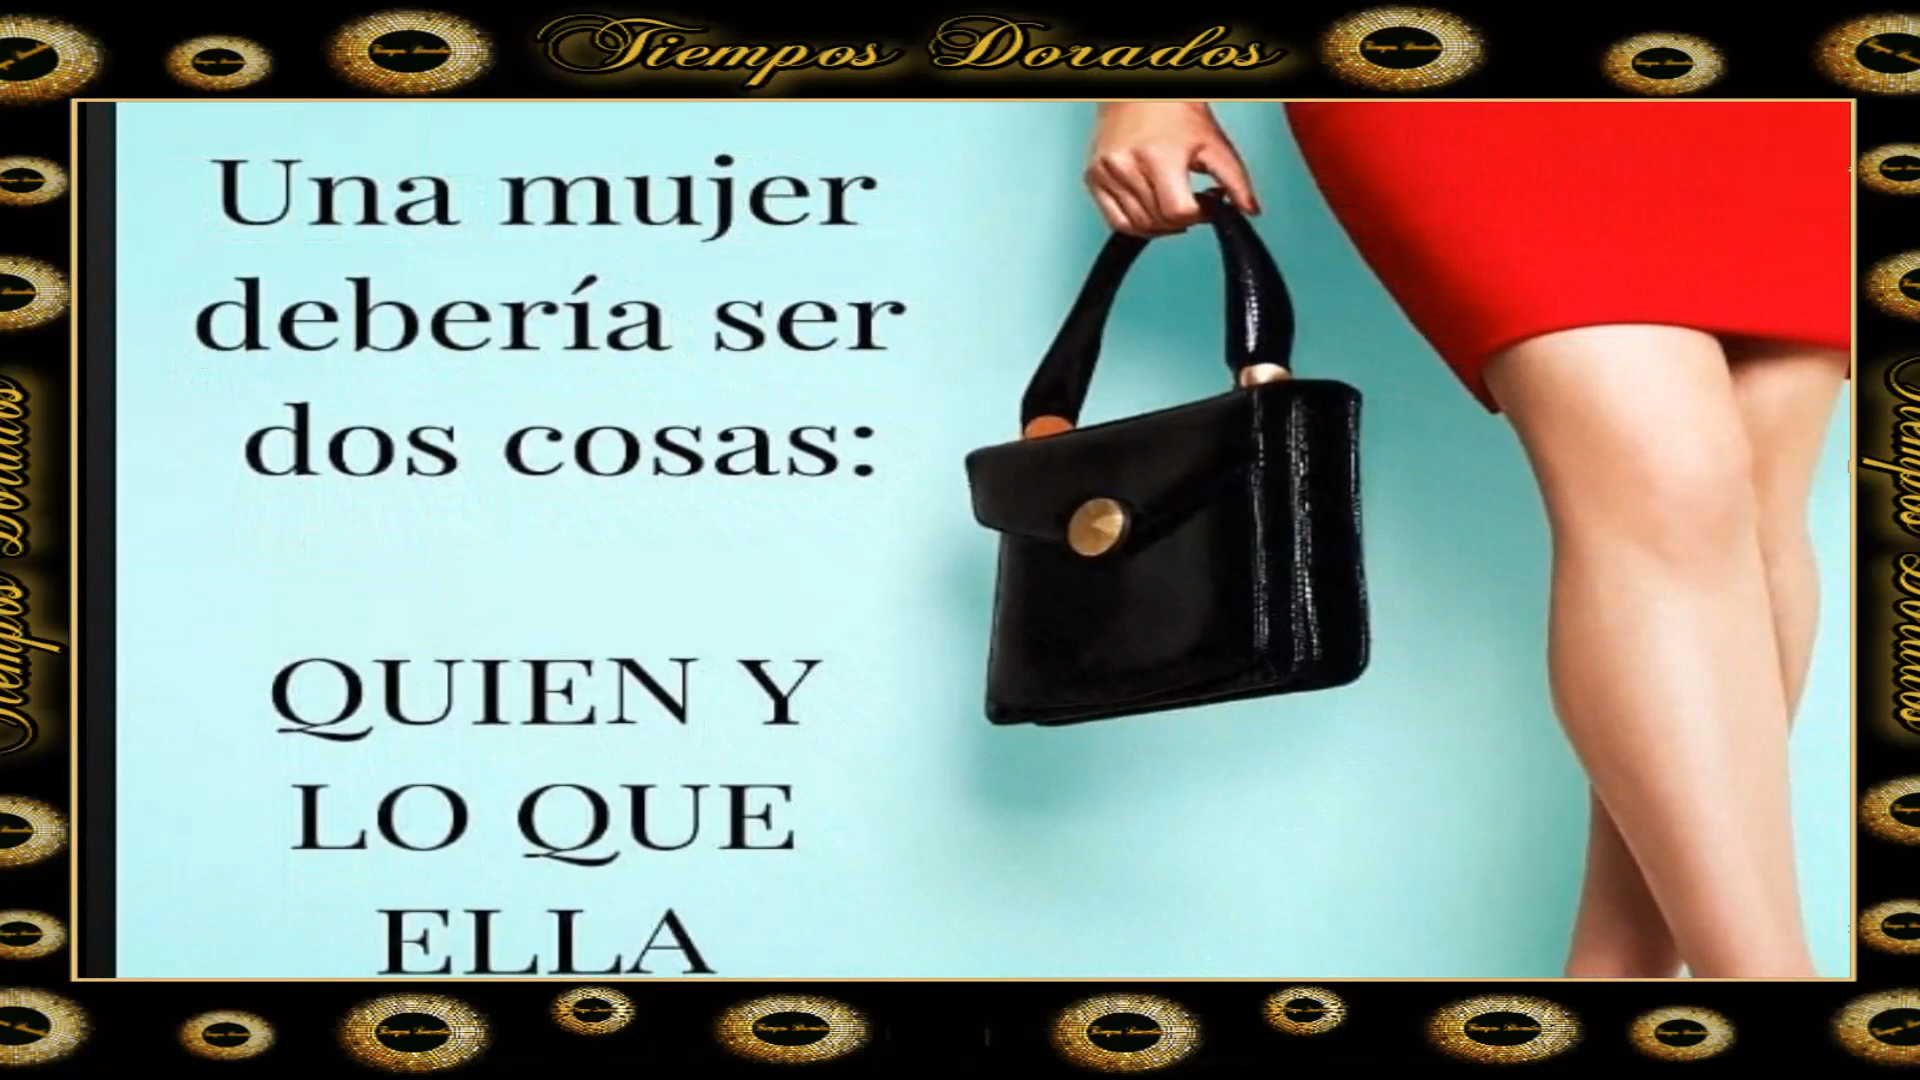 Tiempos Dorados
Una mujer
debería ser
dos cosas:
QUIEN Y
LO QUE
ELLA
Tiempos Dorados
Tiempos Dorados